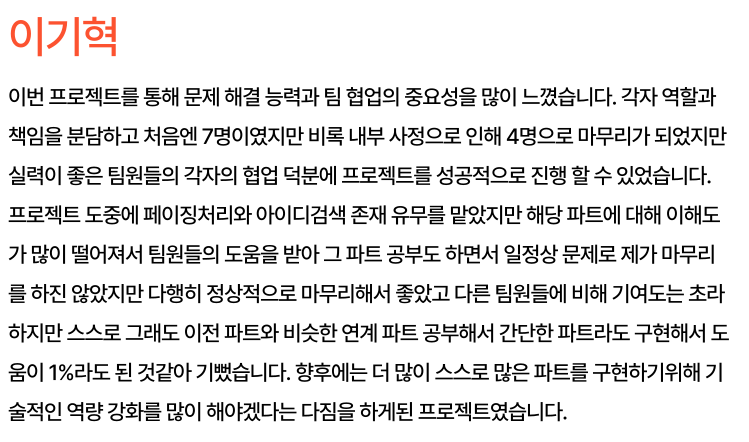 이기혁
이번 프로젝트를 통해 문제 해결 능력과 팀 협업의 중요성을 많이 느꼈습니다. 각자 역할과
책임을 분담하고 처음엔 7명이였지만 비록 내부 사정으로 인해 4명으로 마무리가 되었지만
실력이 좋은 팀원들의 각자의 협업 덕분에 프로젝트를 성공적으로 진행 할 수 있었습니다.
프로젝트 도중에 페이징처리와 아이디검색 존재 유무를 맡았지만 해당 파트에 대해 이해도
가 많이 떨어져서 팀원들의 도움을 받아 그 파트 공부도 하면서 일정상 문제로 제가 마무리
를 하진 않았지만 다행히 정상적으로 마무리해서 좋았고 다른 팀원들에 비해 기여도는 초라
하지만 스스로 그래도 이전 파트와 비슷한 연계 파트 공부해서 간단한 파트라도 구현해서 도
움이 1%라도 된 것같아 기뻤습니다. 향후에는 더 많이 스스로 많은 파트를 구현하기위해 기
술적인 역량 강화를 많이 해야겠다는 다짐을 하게된 프로젝트였습니다.